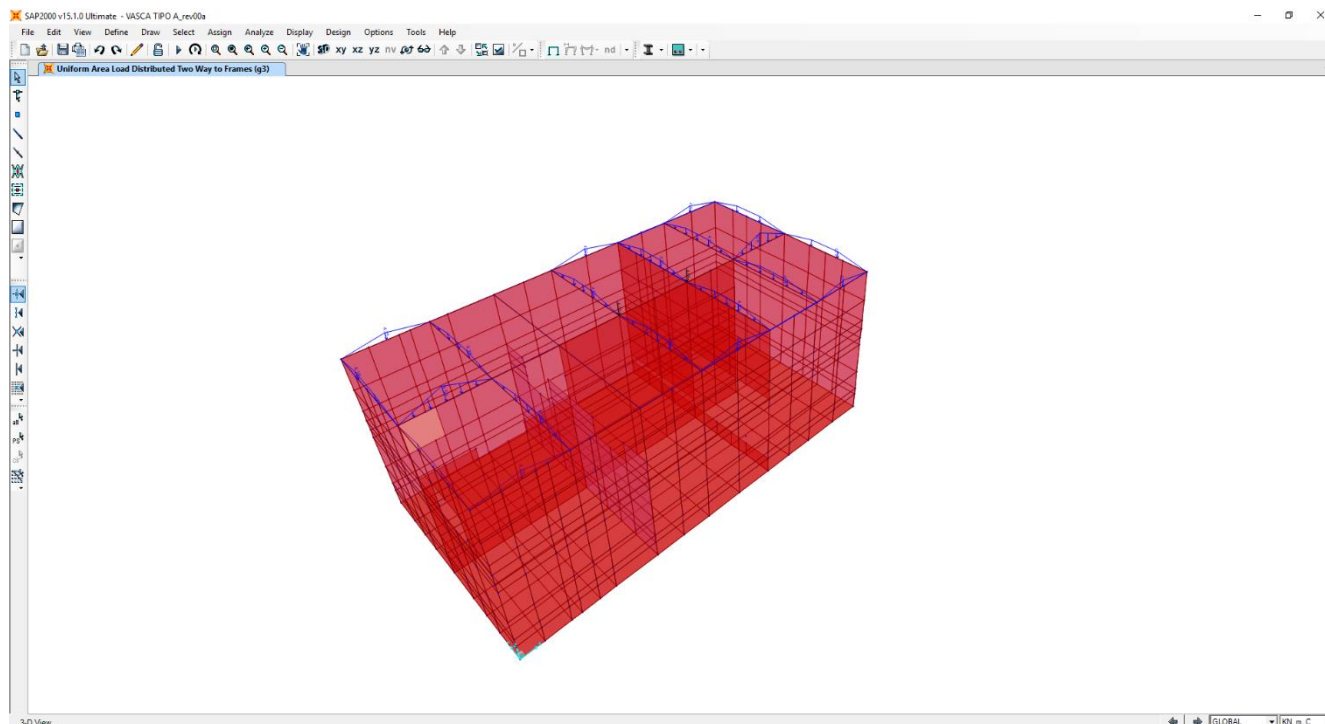 SAP2000 v15.1.0 Ultimate - VASCA TIPO A_rev00a
File Edit View Define Draw Select Assign Analyze Display Design Options Tools Help
3D xy xz yz nv nd
Uniform Area Load Distributed Two Way to Frames (g3)
3-D View
GLOBAL KN, m, C